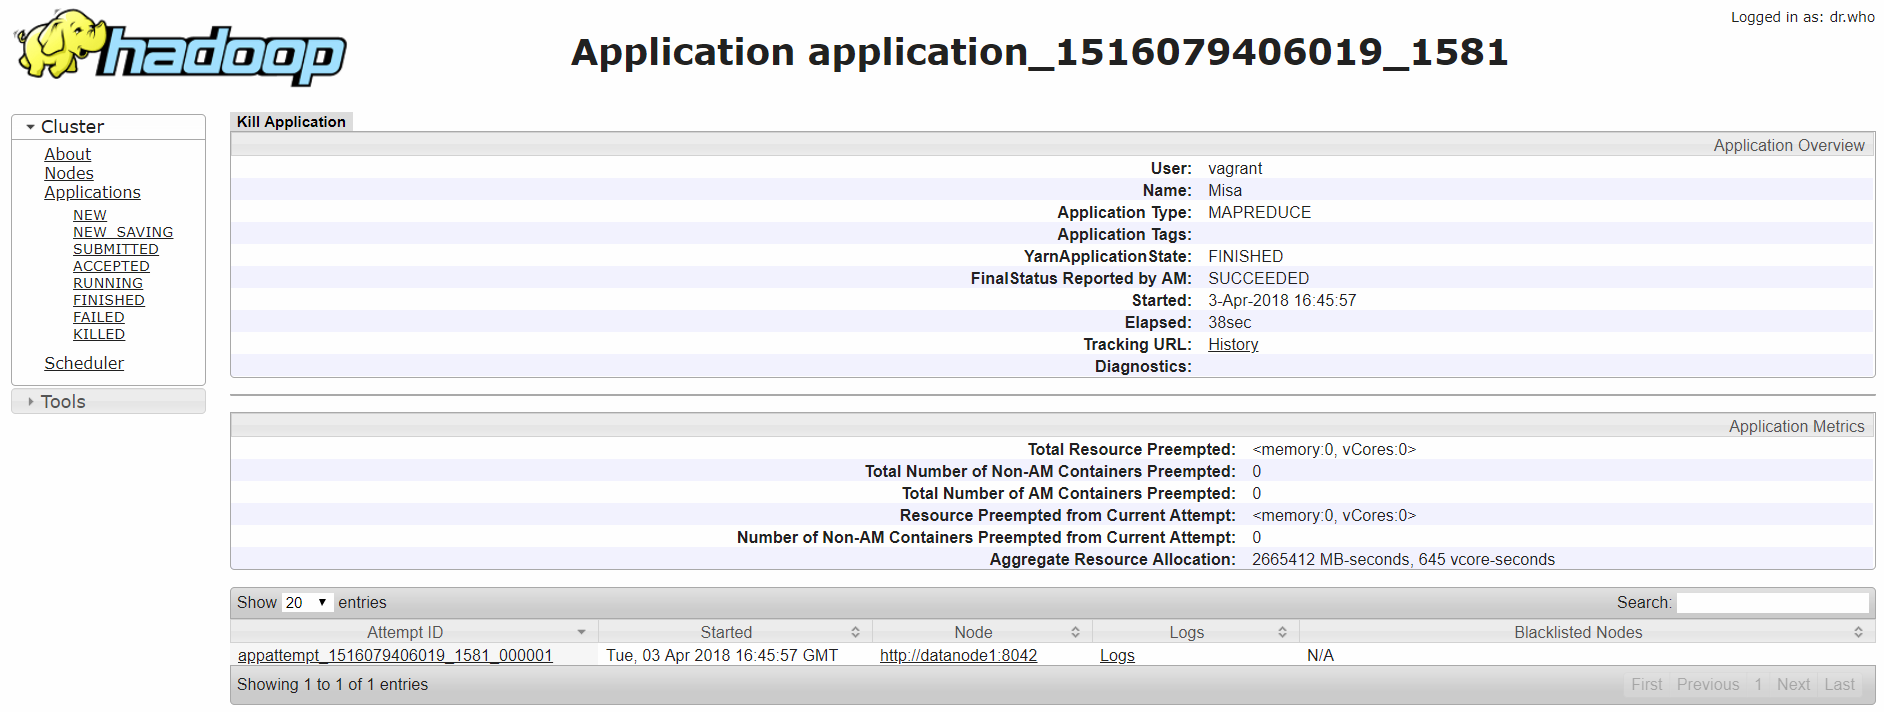 hadoop
Logged in as: dr.who
Application application_1516079406019_1581
Cluster
About
Nodes
Applications
NEW
NEW_SAVING
SUBMITTED
ACCEPTED
RUNNING
FINISHED
FAILED
KILLED
Scheduler
Tools
Kill Application
Application Overview
User: vagrant
Name: Misa
Application Type: MAPREDUCE
Application Tags:
YarnApplicationState: FINISHED
FinalStatus Reported by AM: SUCCEEDED
Started: 3-Apr-2018 16:45:57
Elapsed: 38sec
Tracking URL: History
Diagnostics:
Application Metrics
Total Resource Preempted: <memory:0, vCores:0>
Total Number of Non-AM Containers Preempted: 0
Total Number of AM Containers Preempted: 0
Resource Preempted from Current Attempt: <memory:0, vCores:0>
Number of Non-AM Containers Preempted from Current Attempt: 0
Aggregate Resource Allocation: 2665412 MB-seconds, 645 vcore-seconds
Show 20 entries Search:
Attempt ID Started Node Logs Blacklisted Nodes
appattempt_1516079406019_1581_000001 Tue, 03 Apr 2018 16:45:57 GMT http://datanode1:8042 Logs N/A
Showing 1 to 1 of 1 entries First Previous 1 Next Last